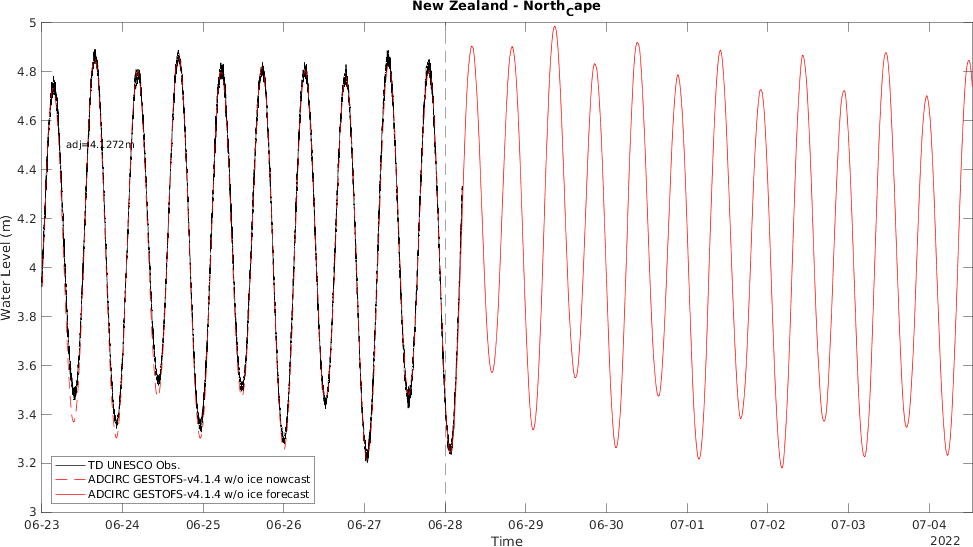 New Zealand - NorthCape
5
4.8
4.6
adj=4.1272m
4.4
4.2
4
3.8
3.6
3.4
3.2
3
Water Level (m)
TD UNESCO Obs.
ADCIRC GESTOFS-v4.1.4 w/o ice nowcast
ADCIRC GESTOFS-v4.1.4 w/o ice forecast
06-23 06-24 06-25 06-26 06-27 06-28 06-29 06-30 07-01 07-02 07-03 07-04
Time
2022